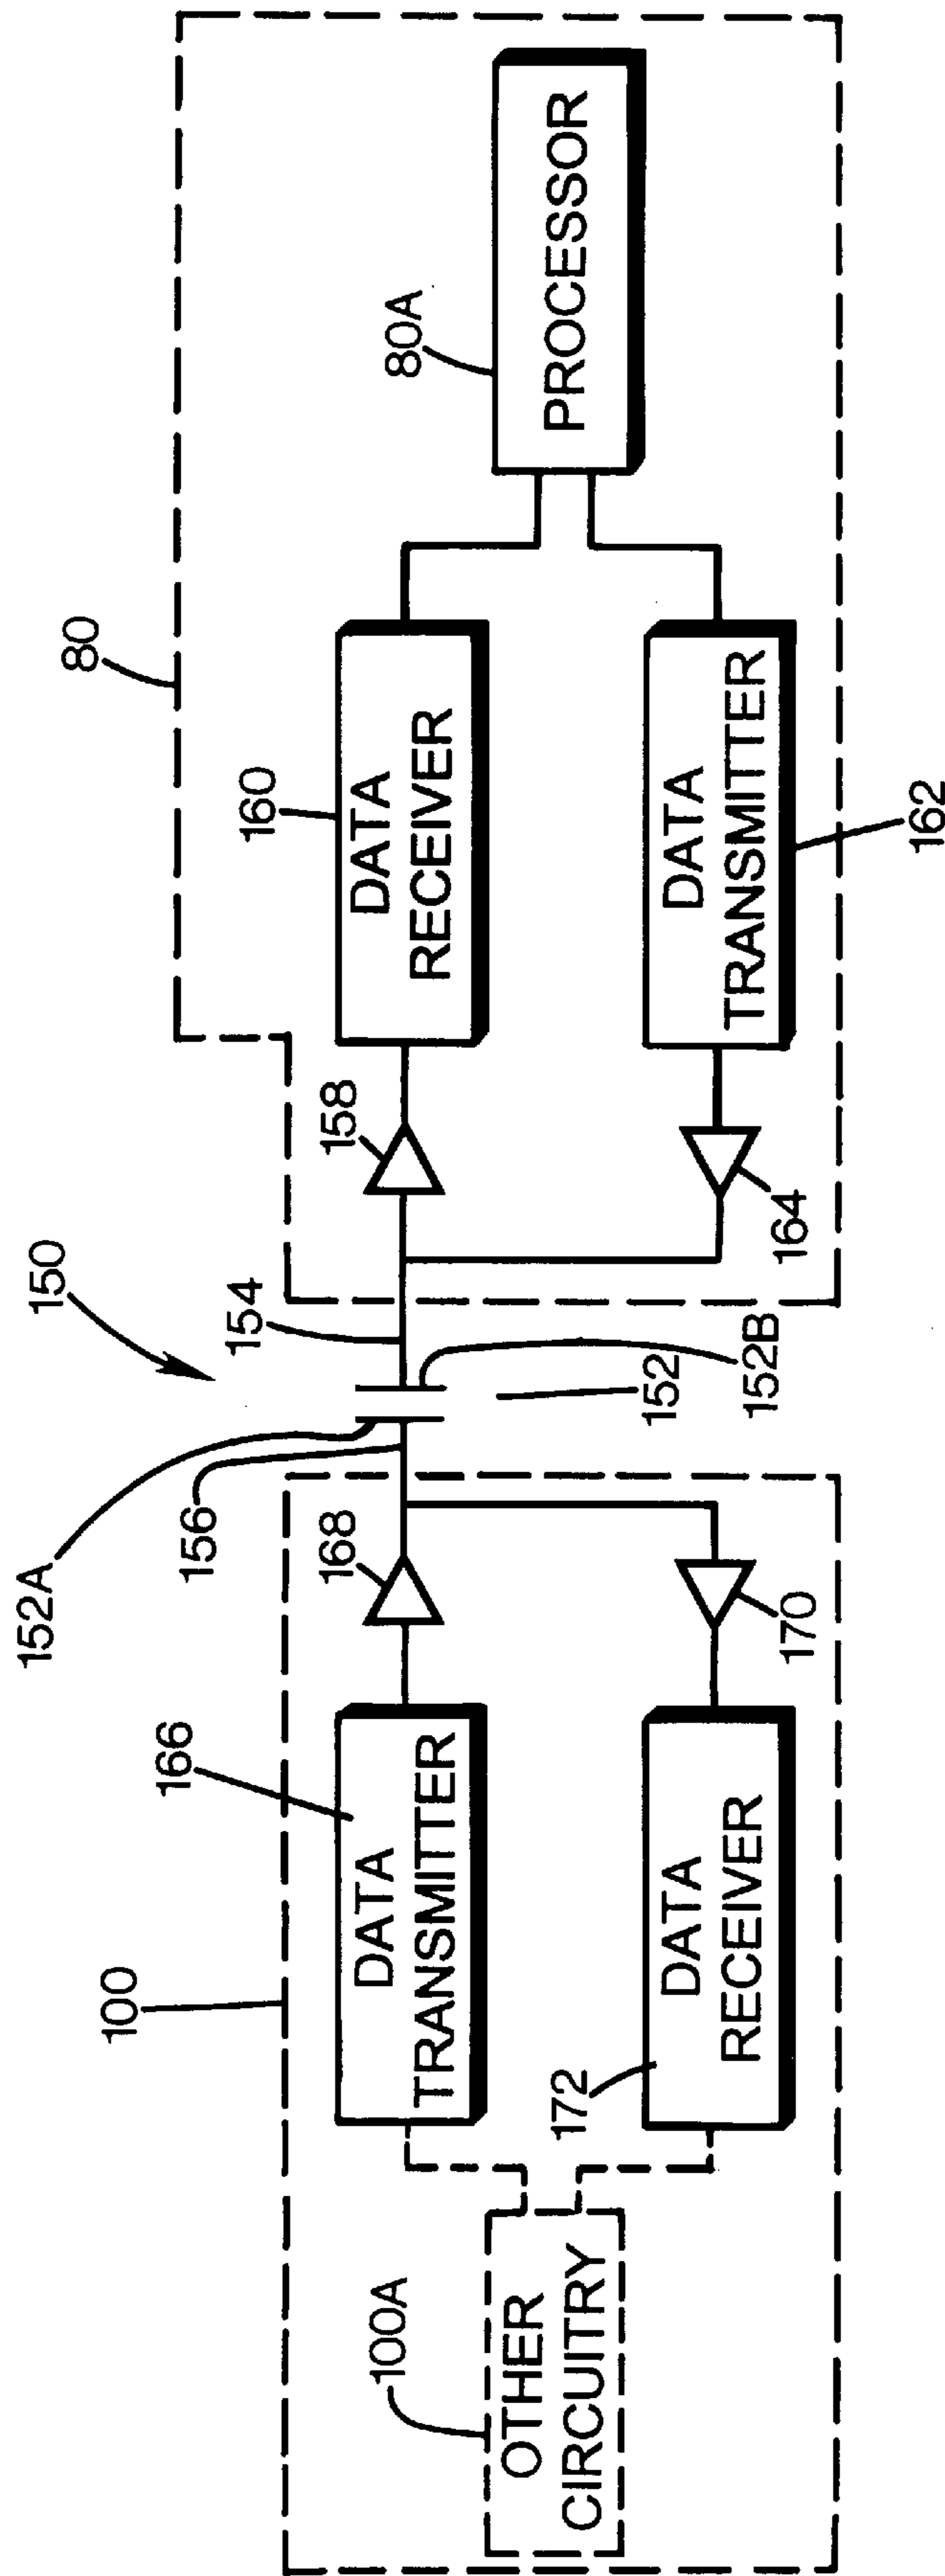 150
80
100
152A
156
154
152
152B
166
DATA
TRANSMITTER
168
158
160
DATA
RECEIVER
80A
PROCESSOR
100A
OTHER
CIRCUITRY
172
DATA
RECEIVER
170
164
DATA
TRANSMITTER
162